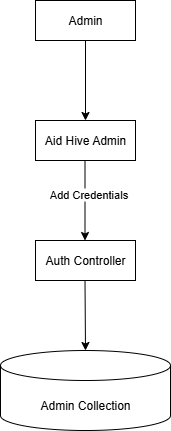 Admin
Aid Hive Admin
Add Credentials
Auth Controller
Admin Collection